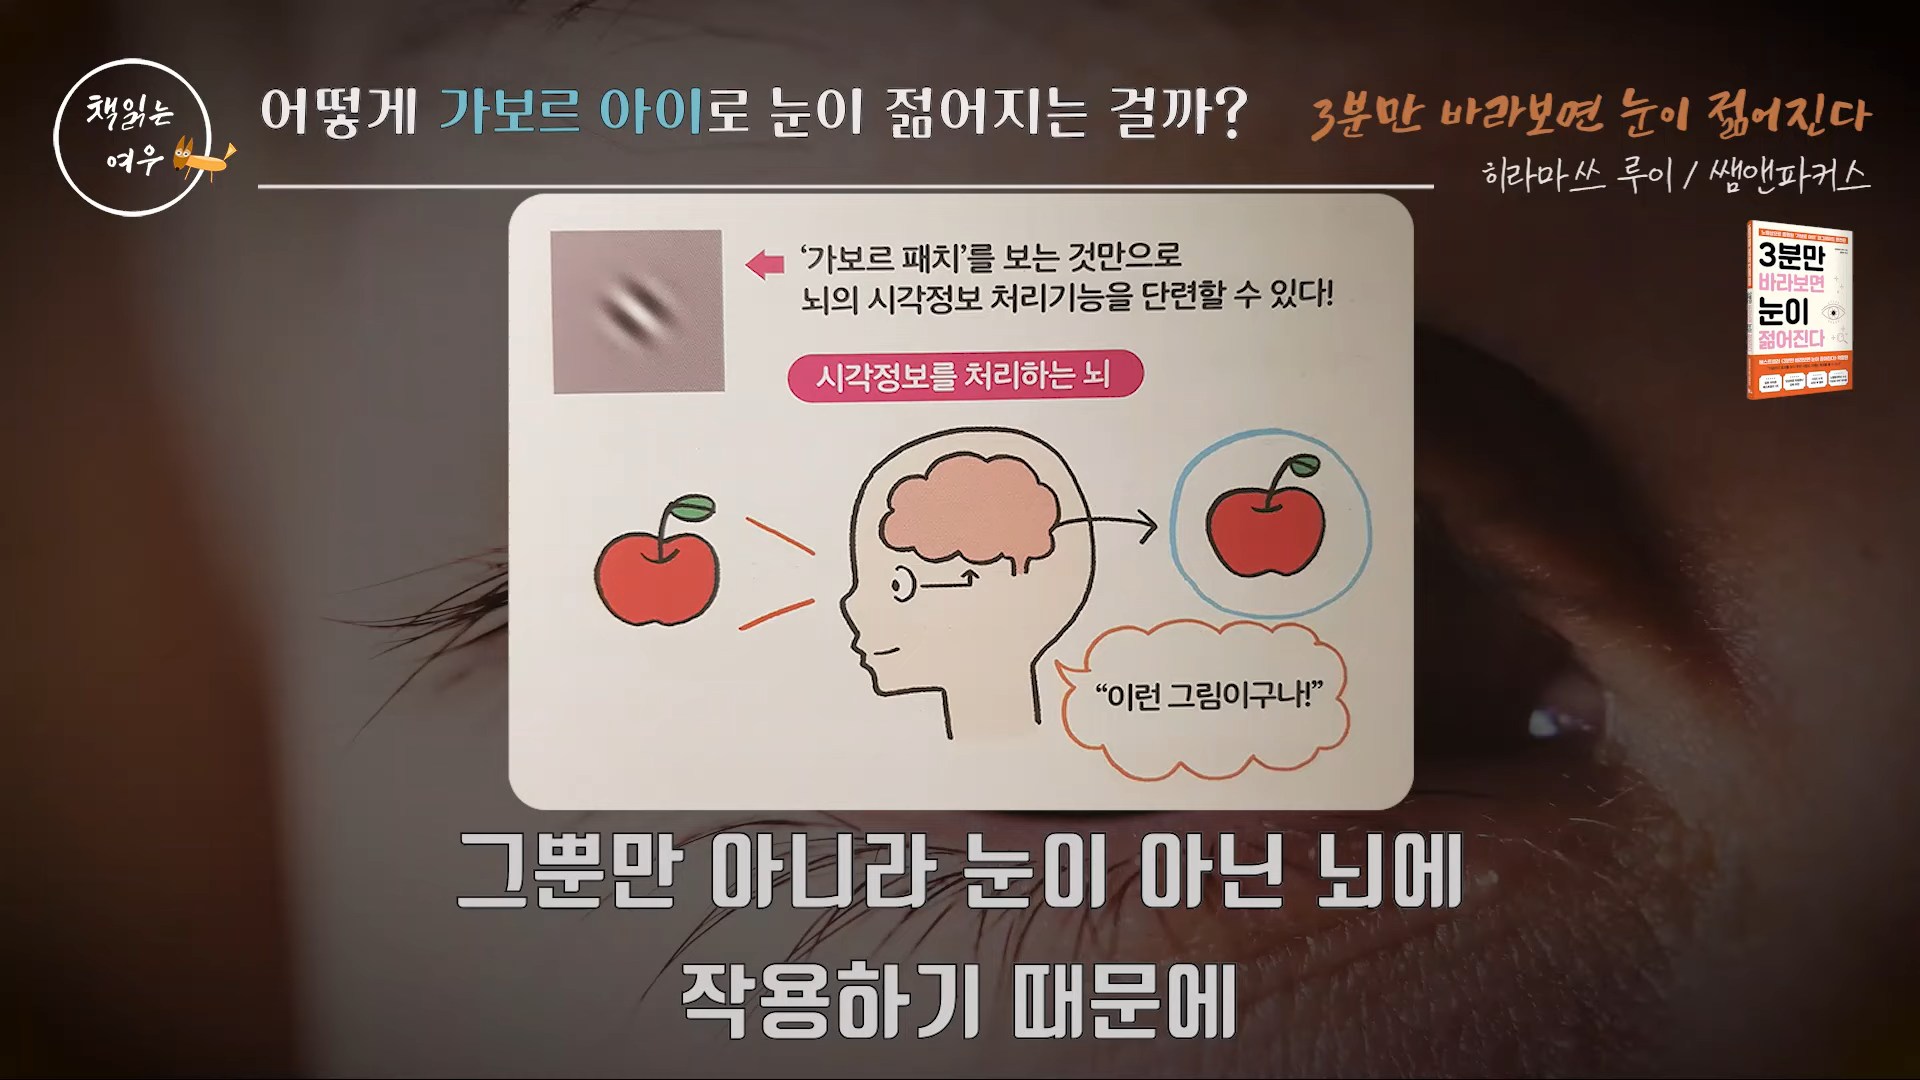 책읽는
여우
어떻게 가보르 아이로 눈이 젊어지는 걸까?
3분만 바라보면 눈이 젊어진다
히라마쓰 루이 / 쌤앤파커스
3분만
바라보면
눈이
젊어진다
‘가보르 패치’를 보는 것만으로
뇌의 시각정보 처리기능을 단련할 수 있다!
시각정보를 처리하는 뇌
“이런 그림이구나!”
그뿐만 아니라 눈이 아닌 뇌에
작용하기 때문에